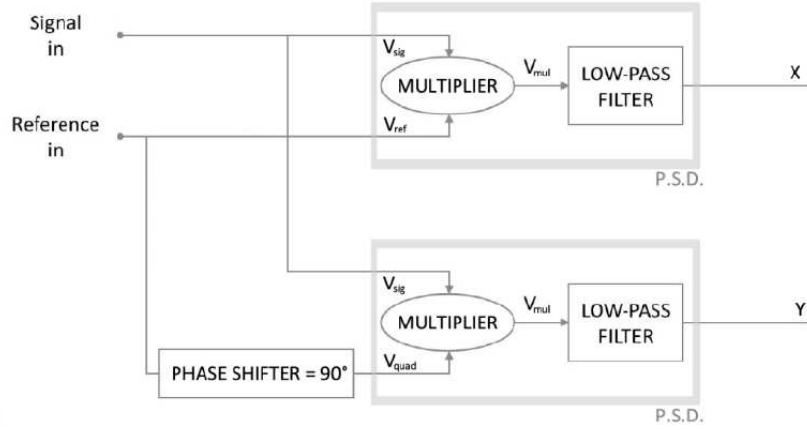 Signal
in
V_sig
MULTIPLIER
V_mul
LOW-PASS
FILTER
X
Reference
in
V_ref
P.S.D.
V_sig
MULTIPLIER
V_mul
LOW-PASS
FILTER
Y
PHASE SHIFTER = 90°
V_quad
P.S.D.